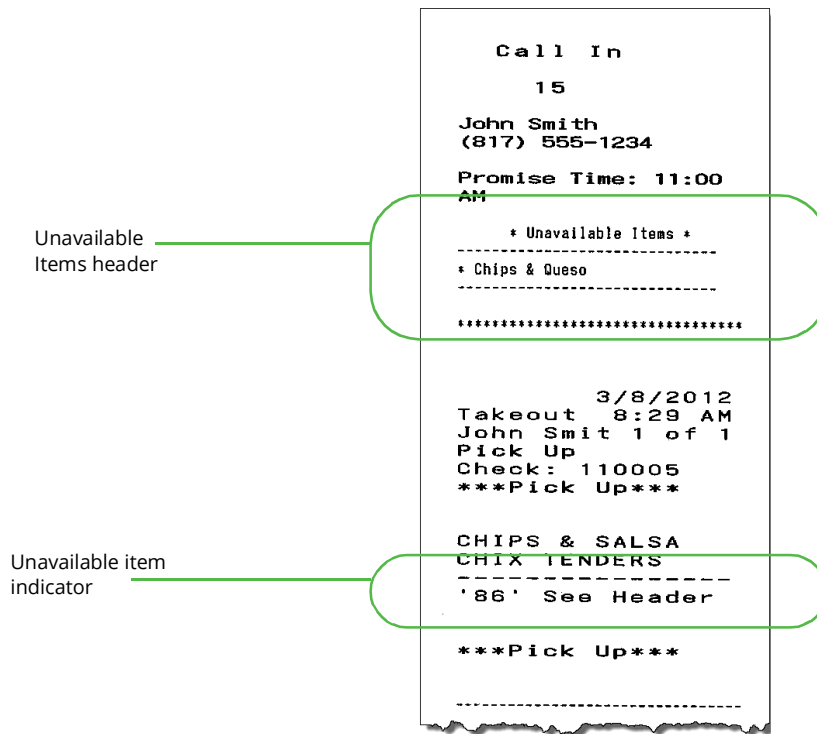 Call In
15
John Smith
(817) 555-1234
Promise Time: 11:00
AM
Unavailable
Items header
* Unavailable Items *
------------------------------
* Chips & Queso
------------------------------
*********************************
3/8/2012
Takeout 8:29 AM
John Smit 1 of 1
Pick Up
Check: 110005
***Pick Up***
CHIPS & SALSA
CHIX TENDERS
Unavailable item
indicator
-----------------
'86' See Header
***Pick Up***
------------------------------